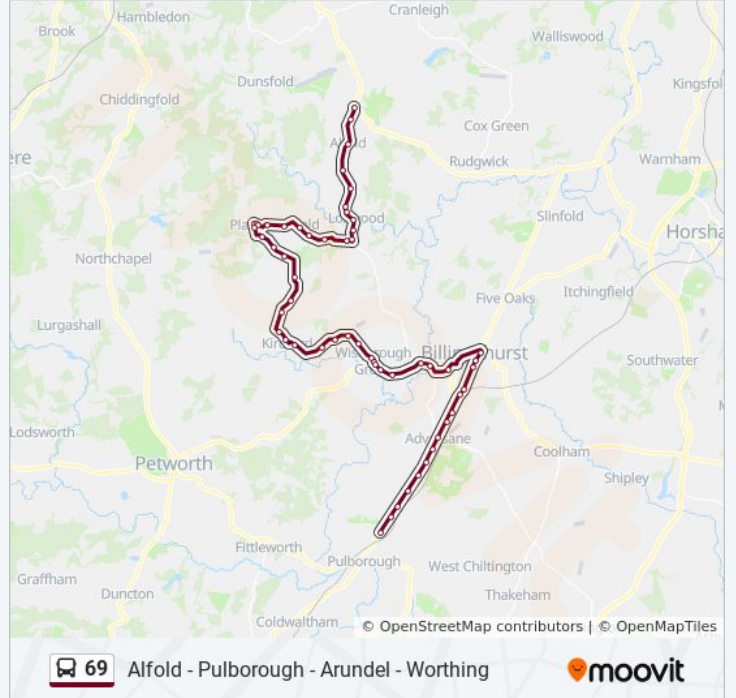 Hambledon
Cranleigh
Brook
Walliswood
Dunsfold
Kingsfol
Chiddingfold
Cox Green
ere
Rudgwick
Warnham
Slinfold
Horsha
Northchapel
Itchingfield
Five Oaks
Lurgashall
Southwater
Lodsworth
Petworth
Coolham
Shipley
Fittleworth
Pulborough
West Chiltington
Graffham
Duncton
Thakeham
Coldwaltham
© OpenStreetMap contributors | © OpenMapTiles
69 Alfold - Pulborough - Arundel - Worthing
moovit